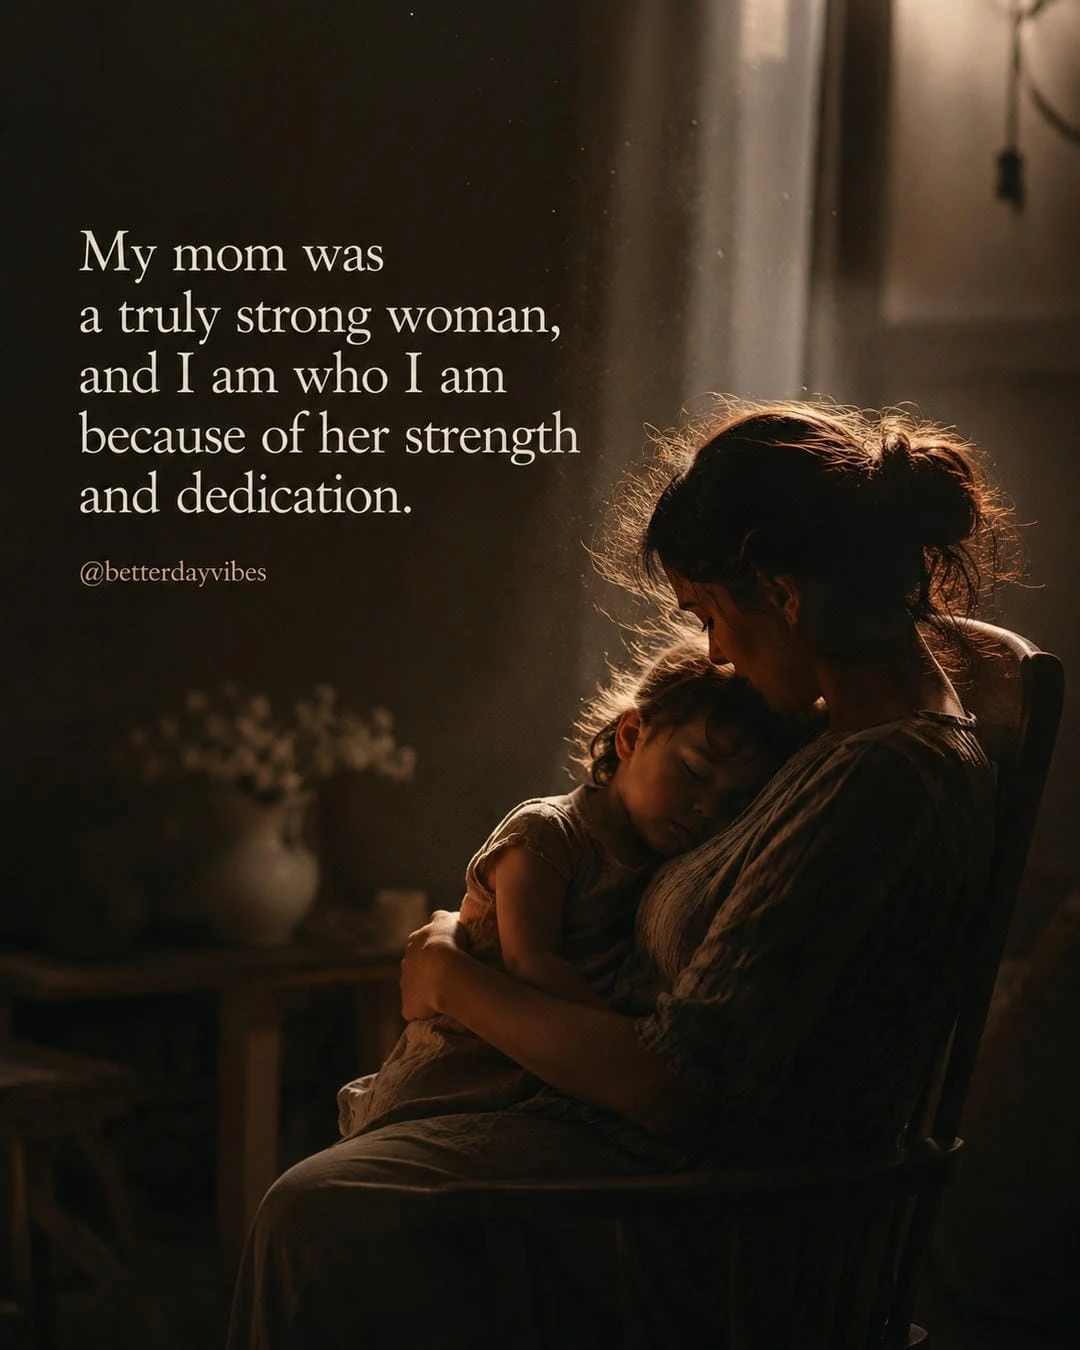 My mom was
a truly strong woman,
and I am who I am
because of her strength
and dedication.
@betterdayvibes